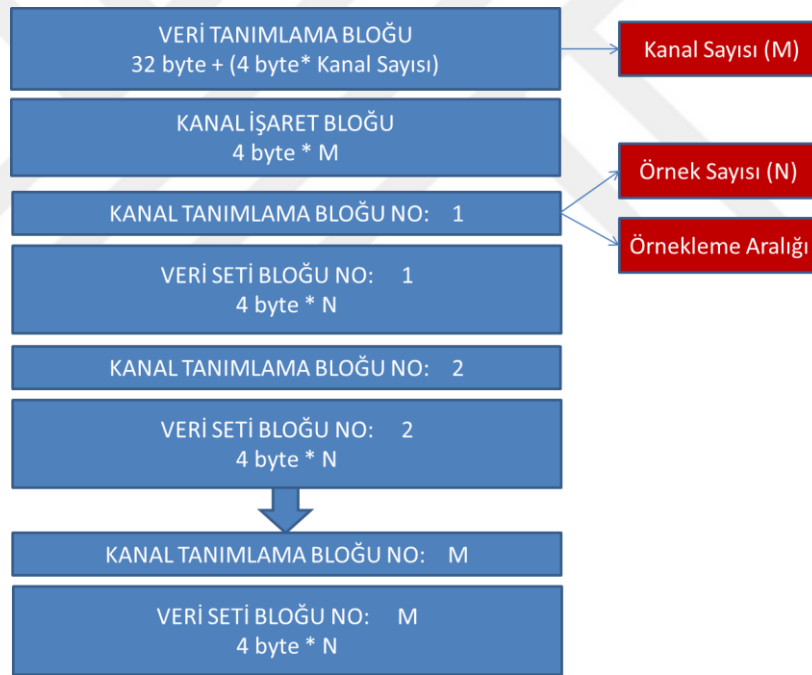 VERİ TANIMLAMA BLOĞU
32 byte + (4 byte* Kanal Sayısı)
Kanal Sayısı (M)
KANAL İŞARET BLOĞU
4 byte * M
Örnek Sayısı (N)
KANAL TANIMLAMA BLOĞU NO: 1
Örnekleme Aralığı
VERİ SETİ BLOĞU NO: 1
4 byte * N
KANAL TANIMLAMA BLOĞU NO: 2
VERİ SETİ BLOĞU NO: 2
4 byte * N
KANAL TANIMLAMA BLOĞU NO: M
VERİ SETİ BLOĞU NO: M
4 byte * N